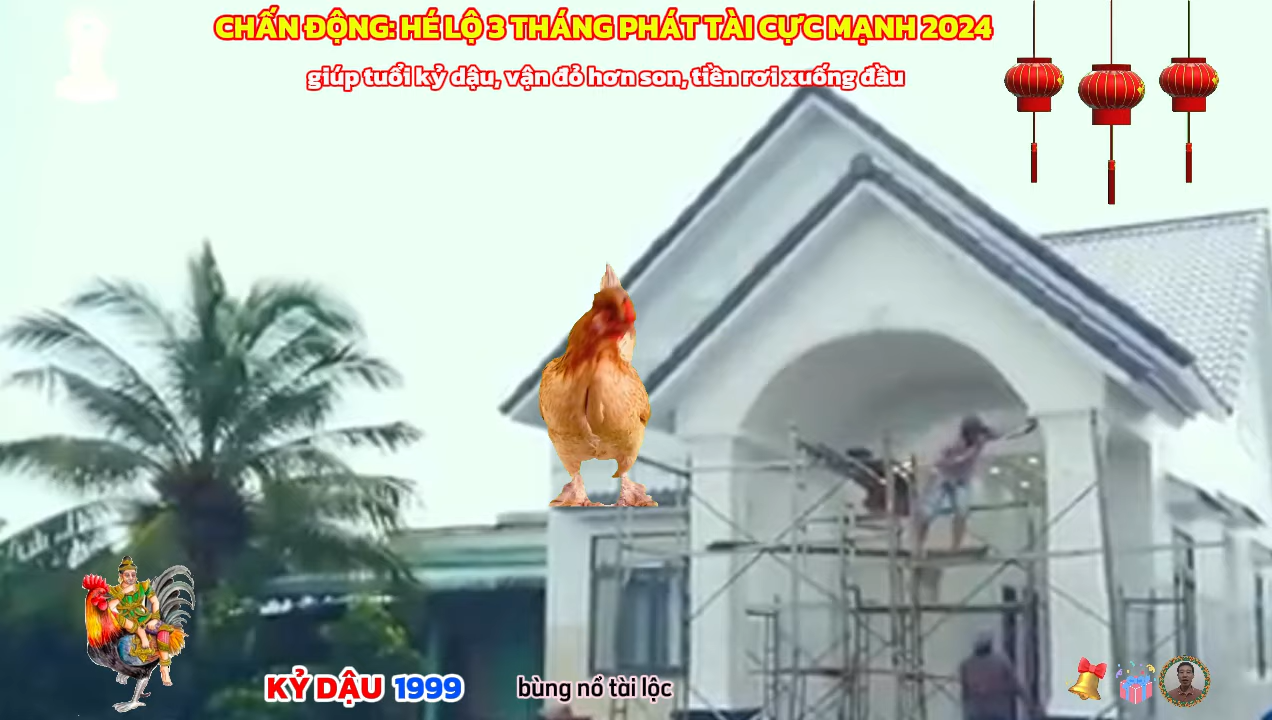 CHẤN ĐỘNG: HÉ LỘ 3 THÁNG PHÁT TÀI CỰC MẠNH 2024
giúp tuổi kỷ dậu, vận đỏ hơn son, tiền rơi xuống đầu
KỶ DẬU 1999
bùng nổ tài lộc